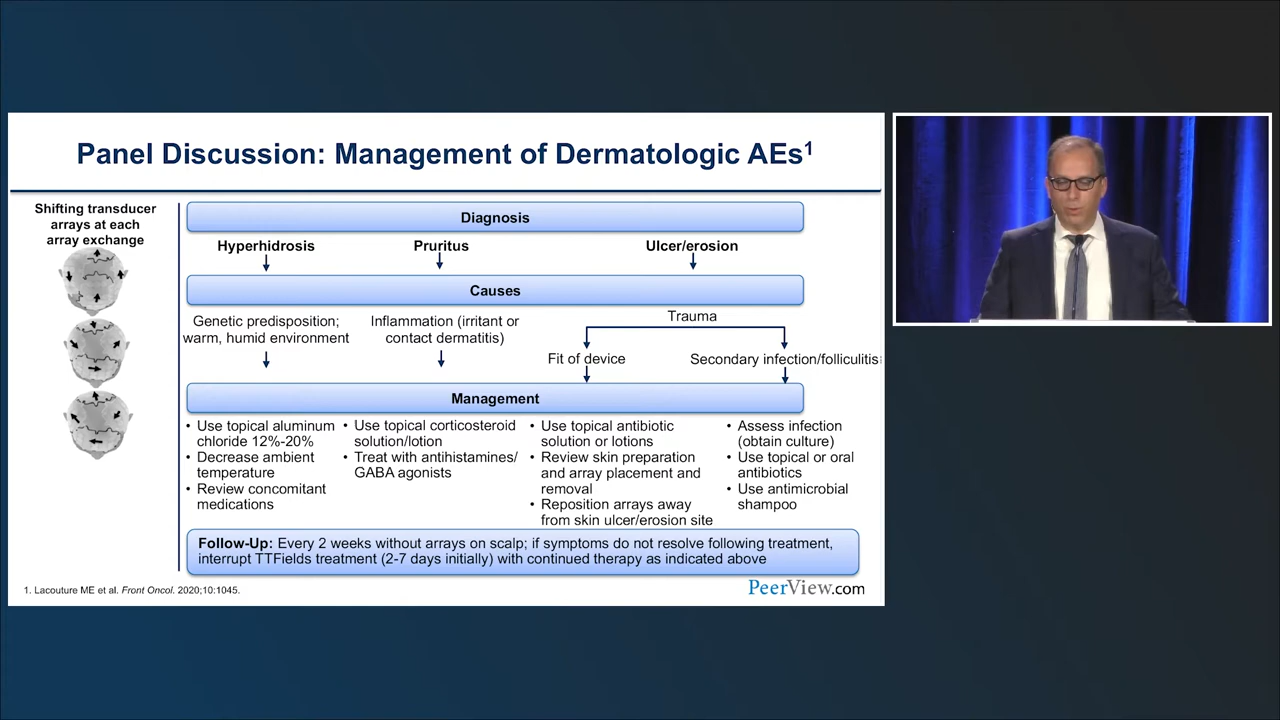 Panel Discussion: Management of Dermatologic AEs1
Shifting transducer
arrays at each
array exchange
Diagnosis
Hyperhidrosis
Pruritus
Ulcer/erosion
Causes
Genetic predisposition;
warm, humid environment
Inflammation (irritant or
contact dermatitis)
Trauma
Fit of device
Secondary infection/folliculitis
Management
• Use topical aluminum
chloride 12%-20%
• Decrease ambient
temperature
• Review concomitant
medications
• Use topical corticosteroid
solution/lotion
• Treat with antihistamines/
GABA agonists
• Use topical antibiotic
solution or lotions
• Review skin preparation
and array placement and
removal
• Reposition arrays away
from skin ulcer/erosion site
• Assess infection
(obtain culture)
• Use topical or oral
antibiotics
• Use antimicrobial
shampoo
Follow-Up: Every 2 weeks without arrays on scalp; if symptoms do not resolve following treatment,
interrupt TTFields treatment (2-7 days initially) with continued therapy as indicated above
1. Lacouture ME et al. Front Oncol. 2020;10:1045.
PeerView.com